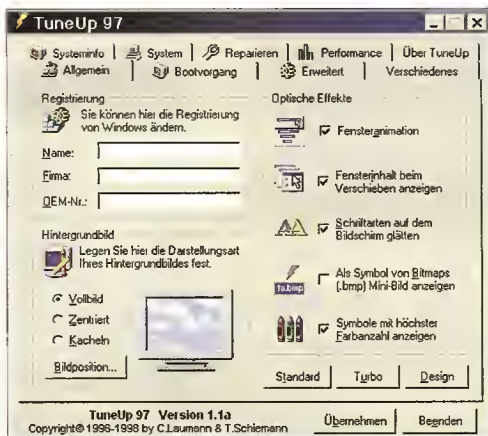 TuneUp 97
Systeminfo
System
Reparieren
Performance
Über TuneUp
Allgemein
Bootvorgang
Erweitert
Verschiedenes
Registrierung
Sie können hier die Registrierung
von Windows ändern.
Name:
Firma:
OEM-Nr.:
Hintergrundbild
Legen Sie hier die Darstellungsart
Ihres Hintergrundbildes fest.
Vollbild
Zentriert
Kacheln
Bildposition...
Optische Effekte
Fensteranimation
Fensterinhalt beim
Verschieben anzeigen
Schriftarten auf dem
Bildschirm glätten
tu.bmp
Als Symbol von Bitmaps
(.bmp) Mini-Bild anzeigen
Symbole mit höchster
Farbanzahl anzeigen
Standard
Turbo
Design
TuneUp 97 Version 1.1a
Copyright© 1996-1998 by C.Laumann & T.Schiemann
Übernehmen
Beenden